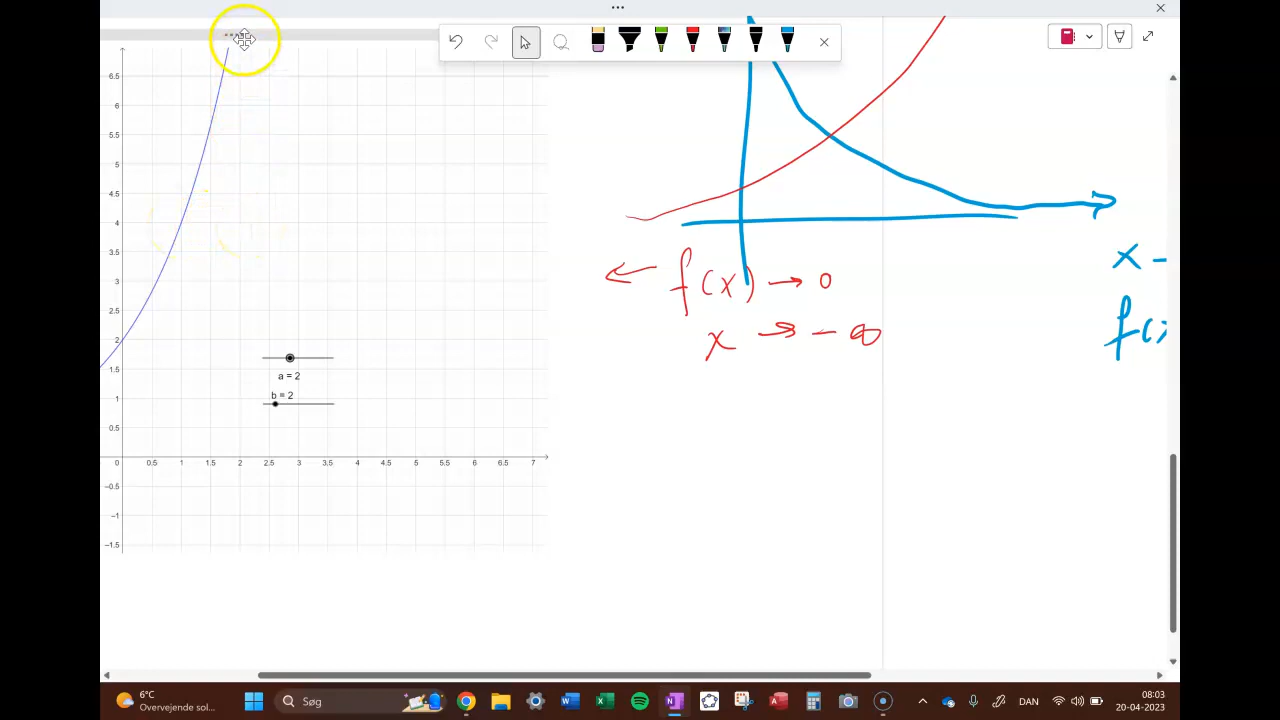 6.5
6
5.5
5
4.5
4
3.5
3
2.5
2
1.5
1
0.5
0 0.5 1 1.5 2 2.5 3 3.5 4 4.5 5 5.5 6 6.5 7
–0.5
–1
–1.5
a = 2
b = 2
f(x) → 0
x → – ∞
x –
f(x
6°C
Overvejende sol...
Søg
DAN
08:03
20-04-2023